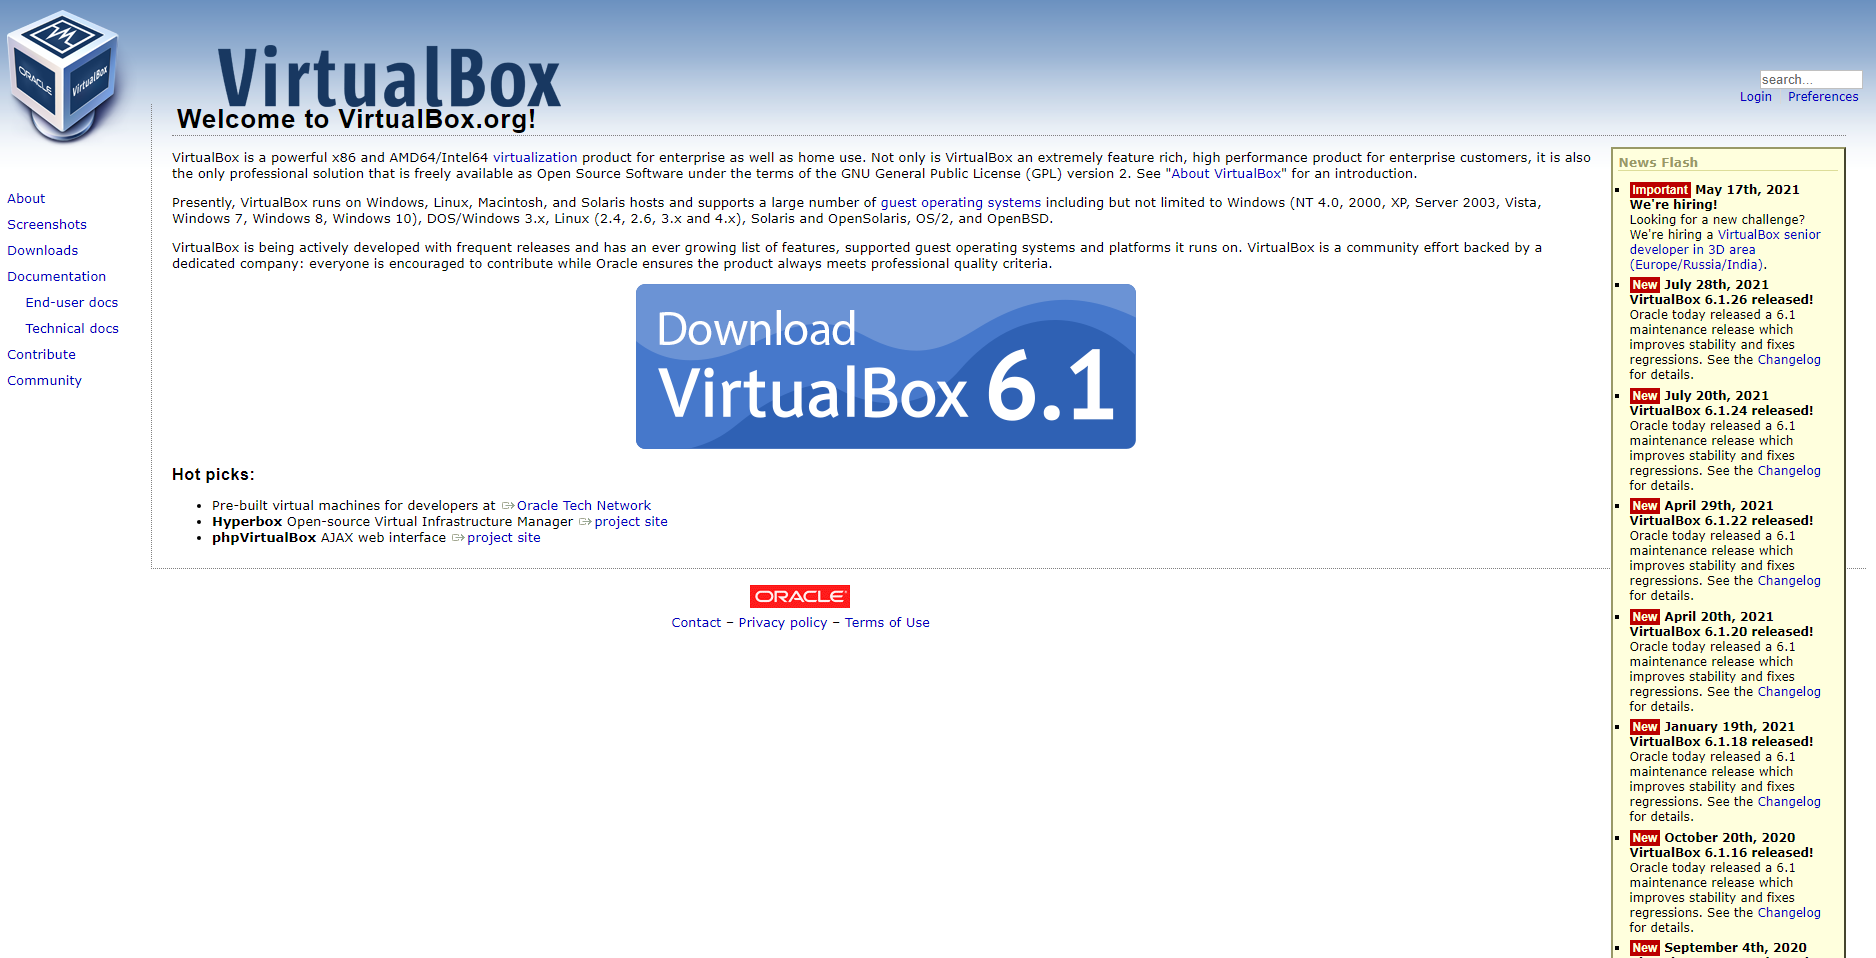 ORACLE
VirtualBox
VirtualBox
search...
Login Preferences
About
Screenshots
Downloads
Documentation
End-user docs
Technical docs
Contribute
Community
Welcome to VirtualBox.org!
VirtualBox is a powerful x86 and AMD64/Intel64 virtualization product for enterprise as well as home use. Not only is VirtualBox an extremely feature rich, high performance product for enterprise customers, it is also
the only professional solution that is freely available as Open Source Software under the terms of the GNU General Public License (GPL) version 2. See "About VirtualBox" for an introduction.
Presently, VirtualBox runs on Windows, Linux, Macintosh, and Solaris hosts and supports a large number of guest operating systems including but not limited to Windows (NT 4.0, 2000, XP, Server 2003, Vista,
Windows 7, Windows 8, Windows 10), DOS/Windows 3.x, Linux (2.4, 2.6, 3.x and 4.x), Solaris and OpenSolaris, OS/2, and OpenBSD.
VirtualBox is being actively developed with frequent releases and has an ever growing list of features, supported guest operating systems and platforms it runs on. VirtualBox is a community effort backed by a
dedicated company: everyone is encouraged to contribute while Oracle ensures the product always meets professional quality criteria.
Download
VirtualBox 6.1
Hot picks:
Pre-built virtual machines for developers at Oracle Tech Network
Hyperbox Open-source Virtual Infrastructure Manager project site
phpVirtualBox AJAX web interface project site
News Flash
Important May 17th, 2021
We're hiring!
Looking for a new challenge?
We're hiring a VirtualBox senior
developer in 3D area
(Europe/Russia/India).
New July 28th, 2021
VirtualBox 6.1.26 released!
Oracle today released a 6.1
maintenance release which
improves stability and fixes
regressions. See the Changelog
for details.
New July 20th, 2021
VirtualBox 6.1.24 released!
Oracle today released a 6.1
maintenance release which
improves stability and fixes
regressions. See the Changelog
for details.
New April 29th, 2021
VirtualBox 6.1.22 released!
Oracle today released a 6.1
maintenance release which
improves stability and fixes
regressions. See the Changelog
for details.
New April 20th, 2021
VirtualBox 6.1.20 released!
Oracle today released a 6.1
maintenance release which
improves stability and fixes
regressions. See the Changelog
for details.
New January 19th, 2021
VirtualBox 6.1.18 released!
Oracle today released a 6.1
maintenance release which
improves stability and fixes
regressions. See the Changelog
for details.
New October 20th, 2020
VirtualBox 6.1.16 released!
Oracle today released a 6.1
maintenance release which
improves stability and fixes
regressions. See the Changelog
for details.
New September 4th, 2020
ORACLE
Contact – Privacy policy – Terms of Use